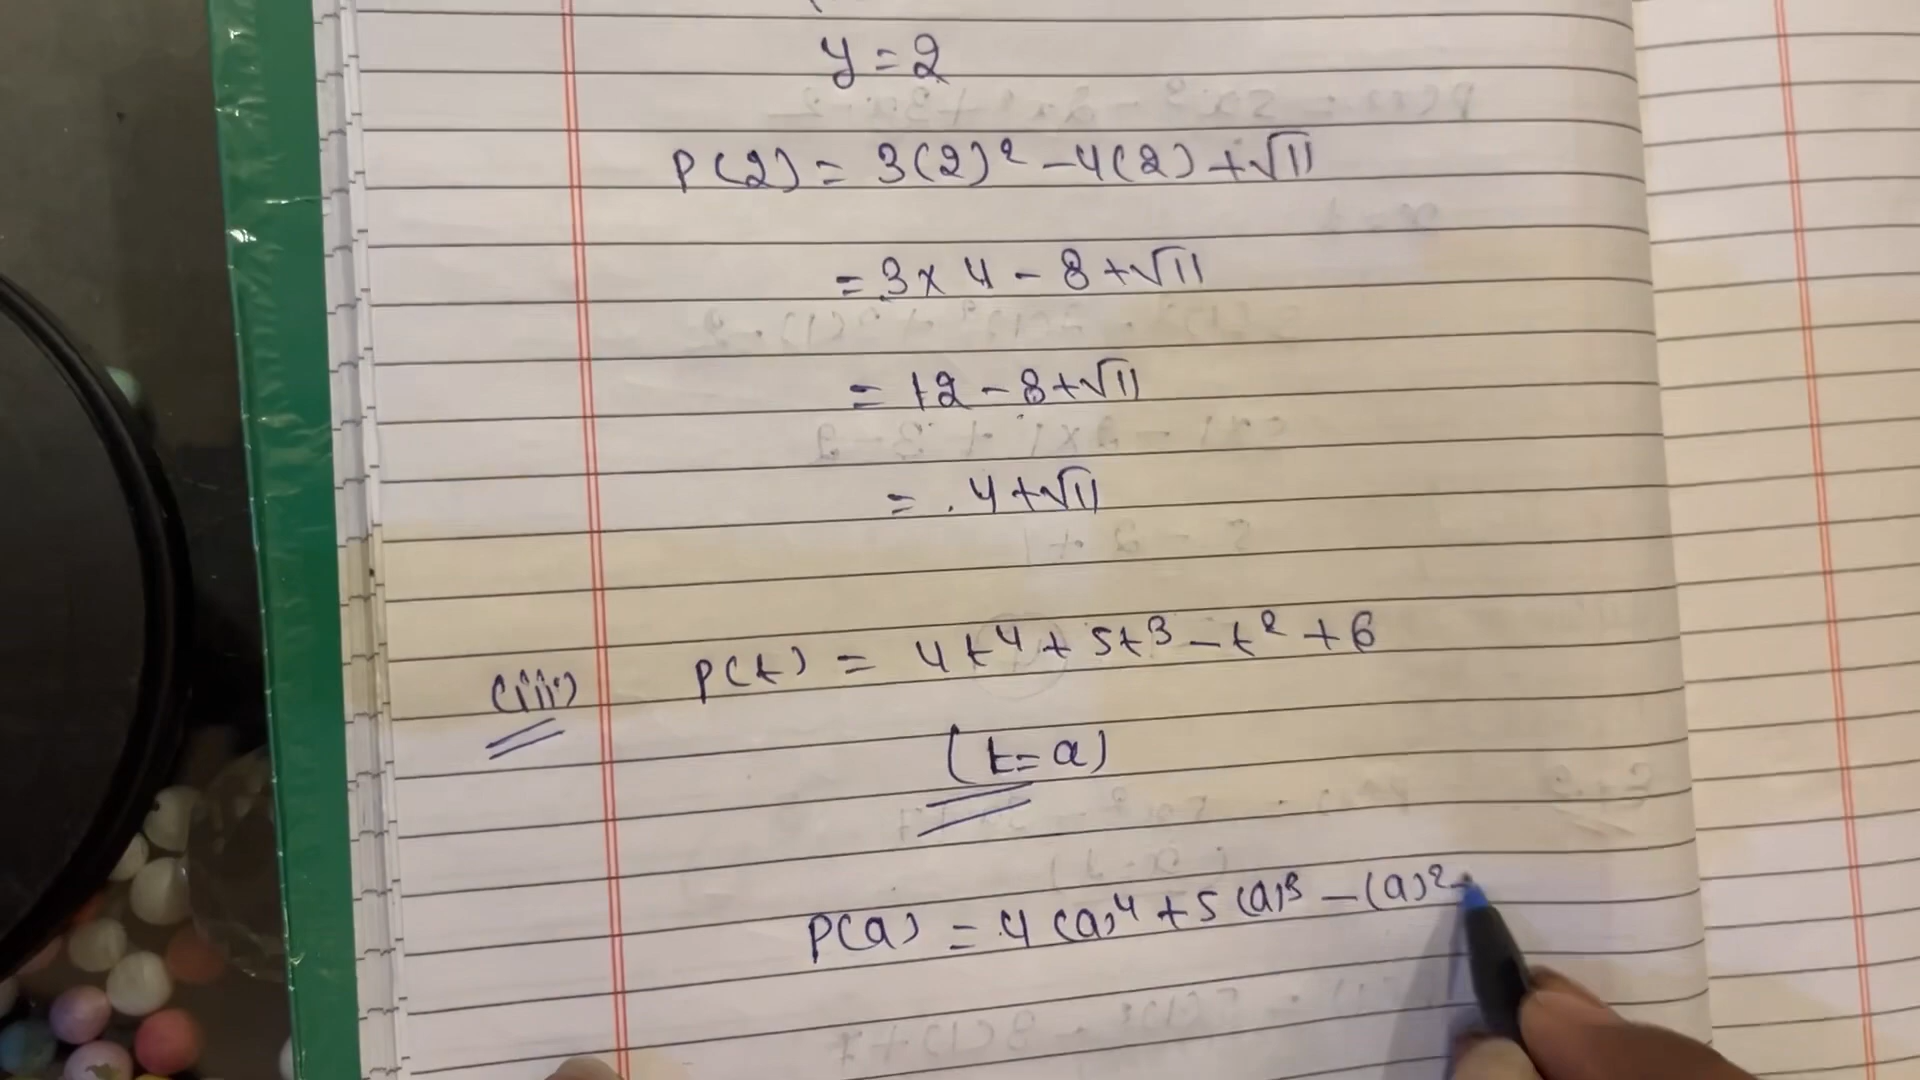 y = 2
P(2) = 3(2)² - 4(2) + √11
= 3 × 4 - 8 + √11
= 12 - 8 + √11
= 4 + √11
(iii) P(t) = 4t⁴ + 5t³ - t² + 6
(t = a)
P(a) = 4(a)⁴ + 5(a)³ - (a)²